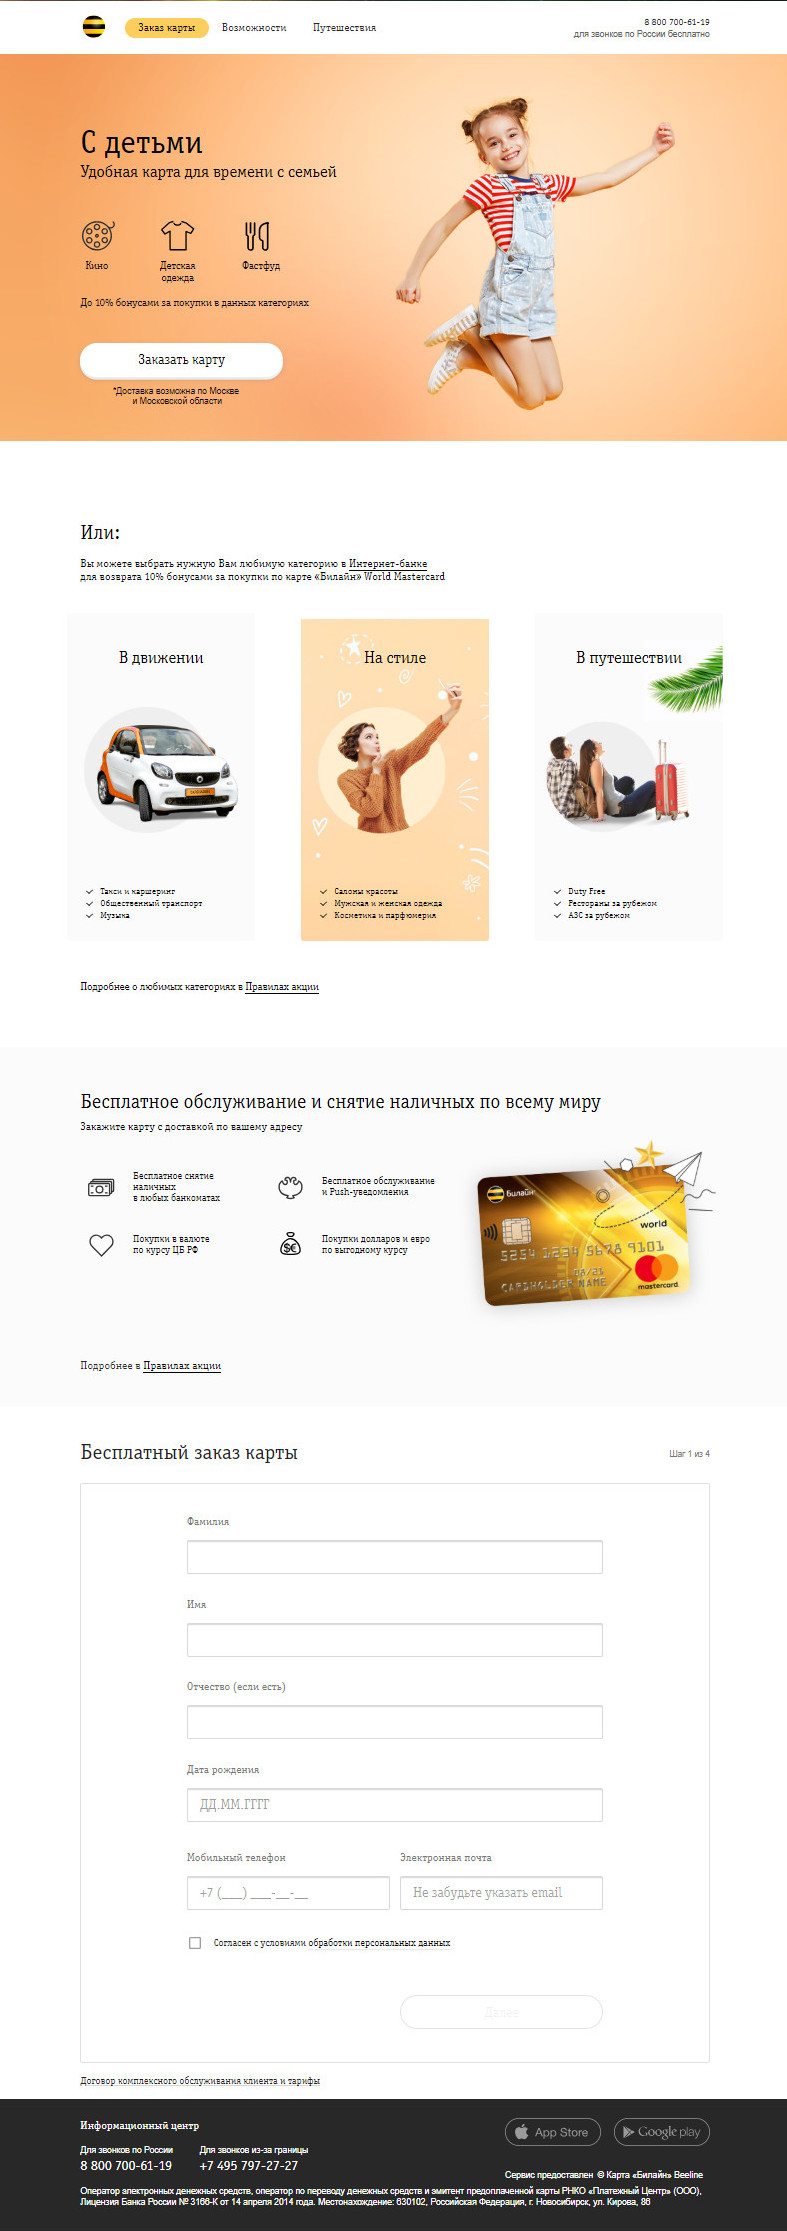 Заказ карты
Возможности
Путешествия
8 800 700-61-19
для звонков по России бесплатно
С детьми
Удобная карта для времени с семьей
Кино
Детская
одежда
Фастфуд
До 10% бонусами за покупки в данных категориях
Заказать карту
*Доставка возможна по Москве
и Московской области
Или:
Вы можете выбрать нужную Вам любимую категорию в Интернет-банке
для возврата 10% бонусами за покупки по карте «Билайн» World Mastercard
В движении
Такси и каршеринг
Общественный транспорт
Музыка
На стиле
Салоны красоты
Мужская и женская одежда
Косметика и парфюмерия
В путешествии
Duty Free
Рестораны за рубежом
АЗС за рубежом
Подробнее о любимых категориях в Правилах акции
Бесплатное обслуживание и снятие наличных по всему миру
Закажите карту с доставкой по вашему адресу
Бесплатное снятие
наличных
в любых банкоматах
Бесплатное обслуживание
и Push-уведомления
Покупки в валюте
по курсу ЦБ РФ
Покупки долларов и евро
по выгодному курсу
Билайн
world
5254 1234 5678 9101
08/21
CARDHOLDER NAME
mastercard
Подробнее в Правилах акции
Бесплатный заказ карты
Шаг 1 из 4
Фамилия
Имя
Отчество (если есть)
Дата рождения
ДД.ММ.ГГГГ
Мобильный телефон
Электронная почта
+7 (___) ___-__-__
Не забудьте указать email
Согласен с условиями обработки персональных данных
Далее
Договор комплексного обслуживания клиента и тарифы
Информационный центр
Для звонков по России
8 800 700-61-19
Для звонков из-за границы
+7 495 797-27-27
App Store
Google play
Сервис предоставлен © Карта «Билайн» Beeline
Оператор электронных денежных средств, оператор по переводу денежных средств и эмитент предоплаченной карты РНКО «Платежный Центр» (ООО),
Лицензия Банка России № 3166-К от 14 апреля 2014 года. Местонахождение: 630102, Российская Федерация, г. Новосибирск, ул. Кирова, 86